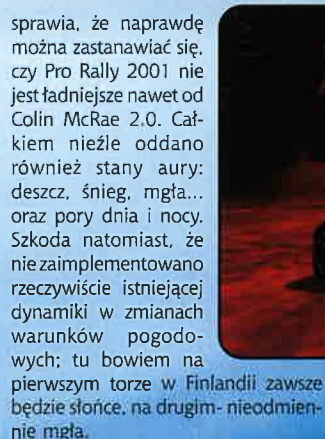 sprawia, że naprawdę
można zastanawiać się,
czy Pro Rally 2001 nie
jest ładniejsze nawet od
Colin McRae 2.0. Cał-
kiem nieźle oddano
również stany aury:
deszcz, śnieg, mgła...
oraz pory dnia i nocy.
Szkoda natomiast, że
nie zaimplementowano
rzeczywiście istniejącej
dynamiki w zmianach
warunków pogodo-
wych; tu bowiem na
pierwszym torze w Finlandii zawsze
będzie słońce, na drugim- nieodmien-
nie mgła.